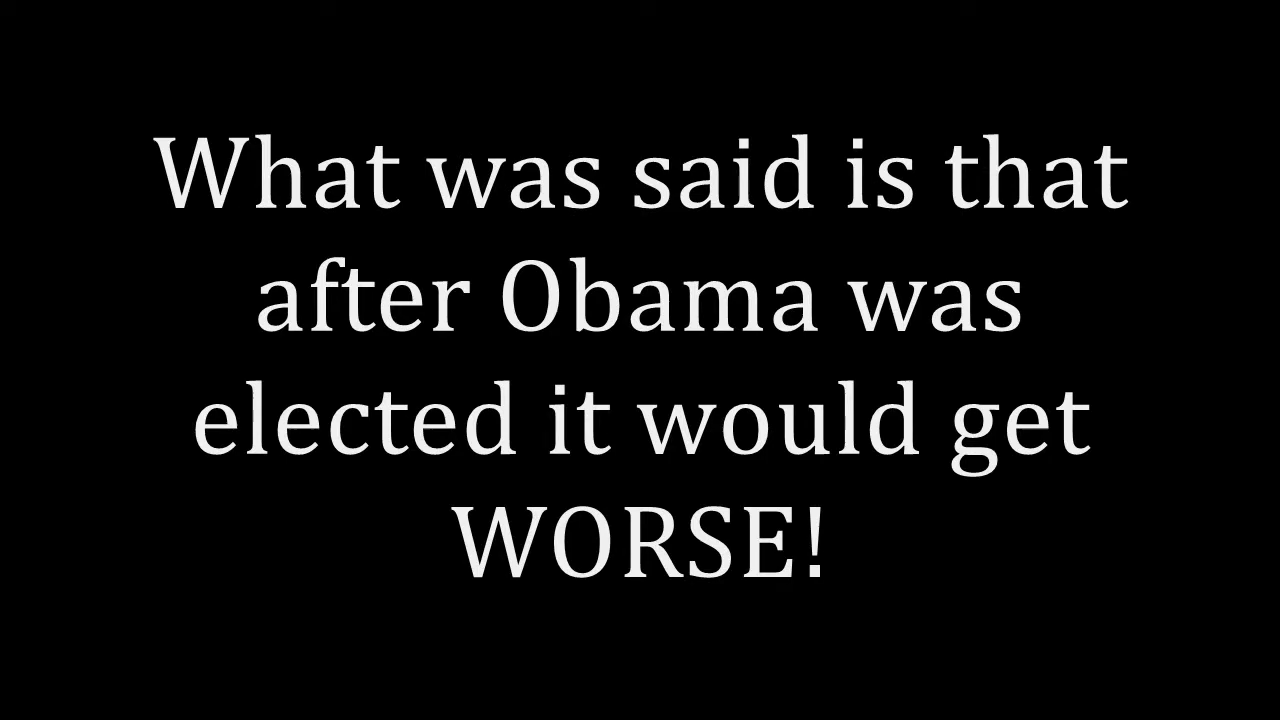 What was said is that
after Obama was
elected it would get
WORSE!